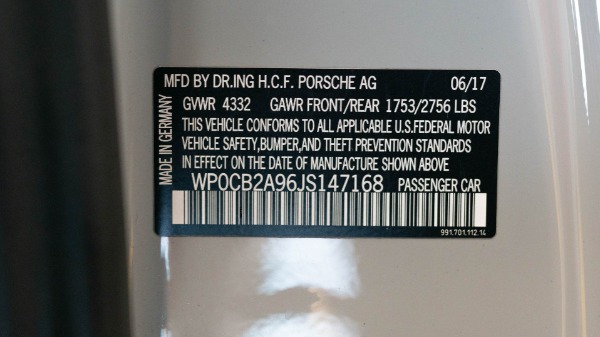 MFD BY DR.ING H.C.F. PORSCHE AG 06/17
GVWR 4332 GAWR FRONT/REAR 1753/2756 LBS
THIS VEHICLE CONFORMS TO ALL APPLICABLE U.S.FEDERAL MOTOR
VEHICLE SAFETY,BUMPER,AND THEFT PREVENTION STANDARDS
IN EFFECT ON THE DATE OF MANUFACTURE SHOWN ABOVE
WP0CB2A96JS147168 PASSENGER CAR
991.701.112.14
MADE IN GERMANY